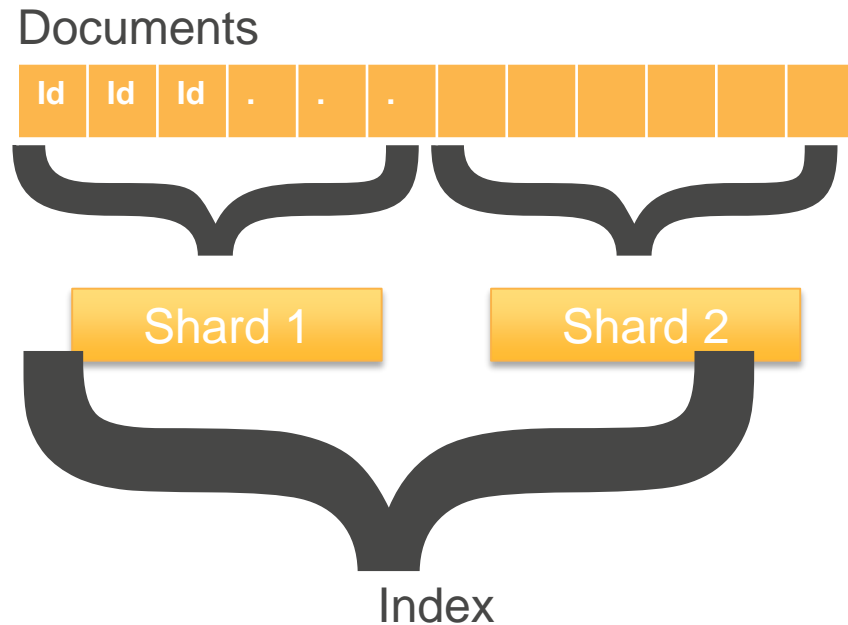 Documents
Id Id Id . . .
Shard 1 Shard 2
Index